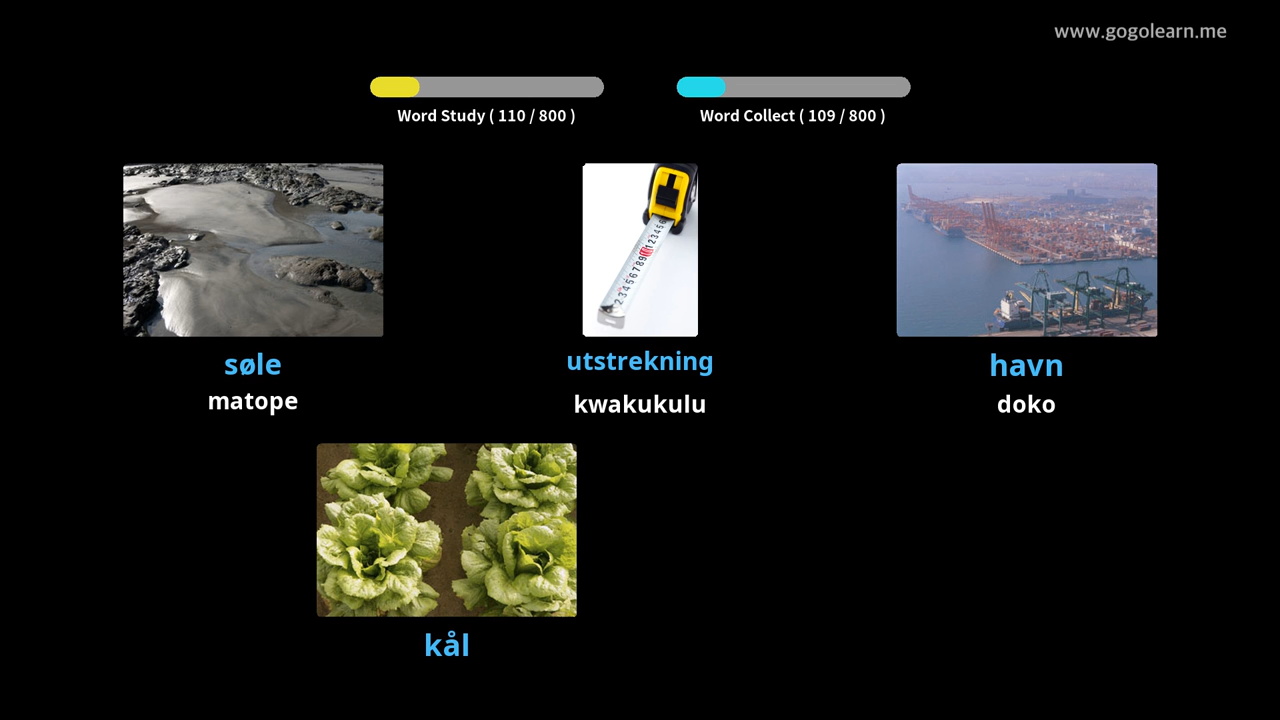 www.gogolearn.me
Word Study ( 110 / 800 )
Word Collect ( 109 / 800 )
søle
utstrekning
havn
matope
kwakukulu
doko
kål